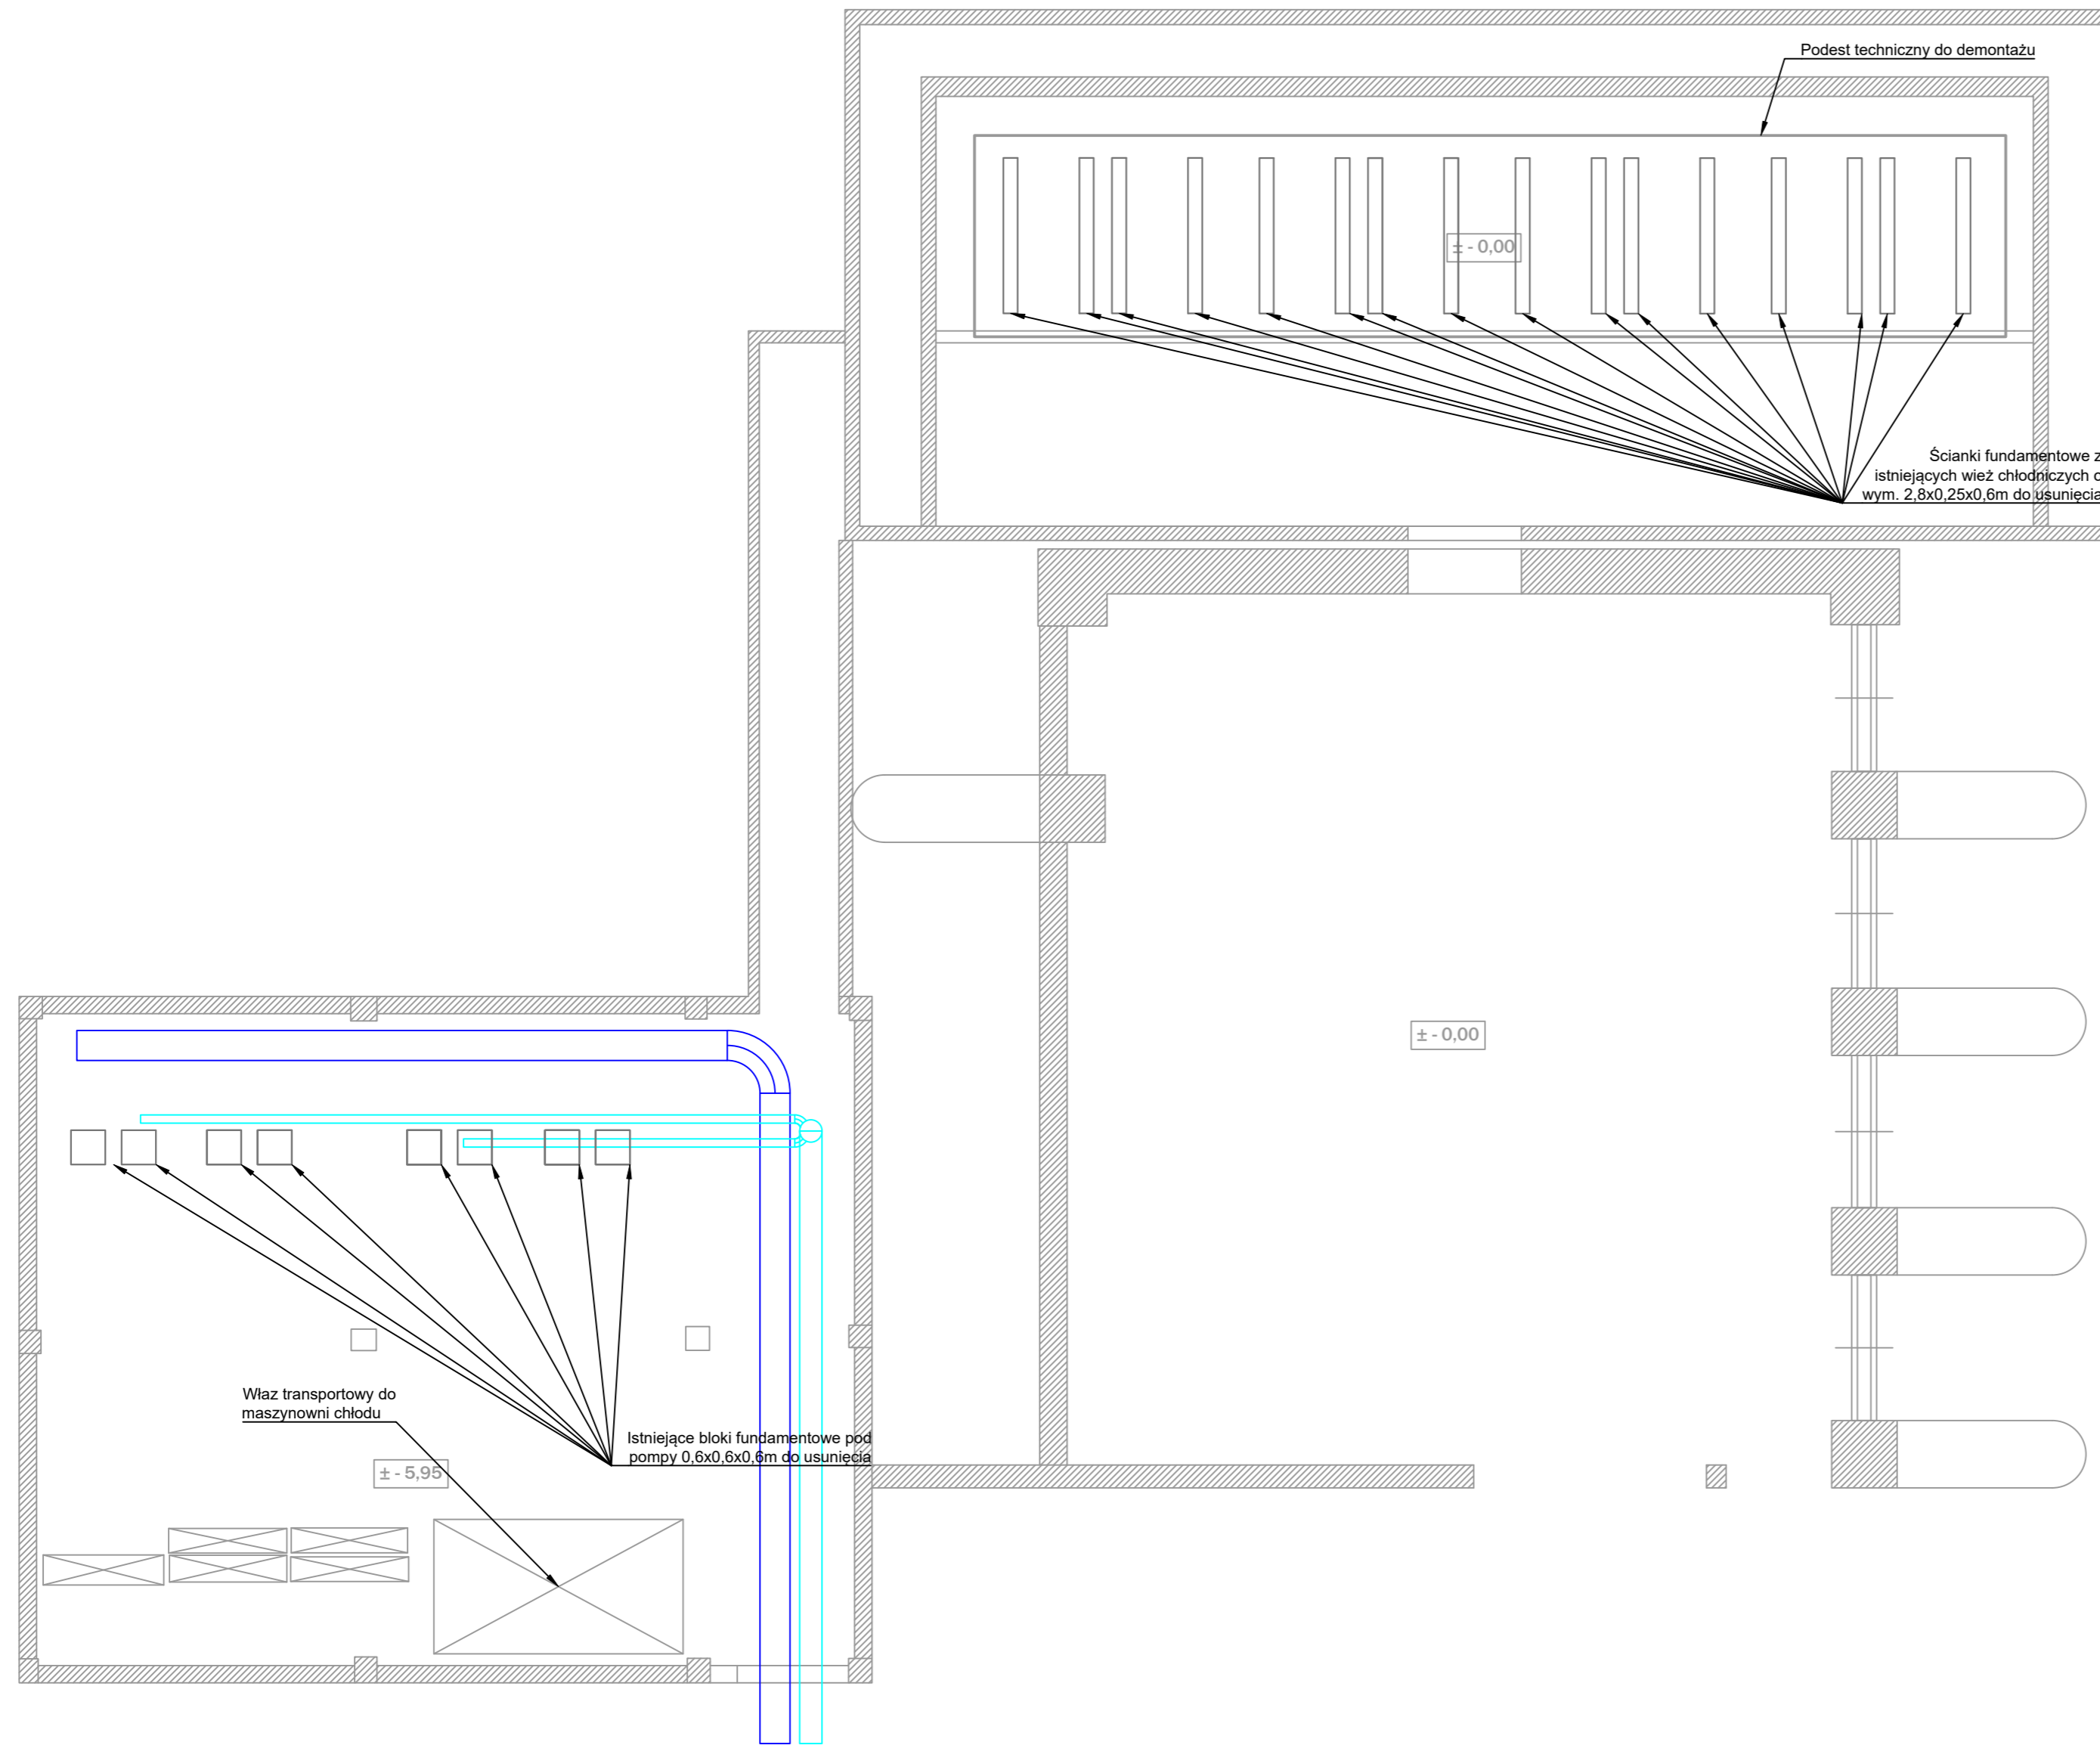 Podest techniczny do demontażu
± - 0,00
Ścianki fundamentowe z
istniejących wież chłodniczych o
wym. 2,8x0,25x0,6m do usunięcia
± - 0,00
Właz transportowy do
maszynowni chłodu
Istniejące bloki fundamentowe pod
pompy 0,6x0,6x0,6m do usunięcia
± - 5,95